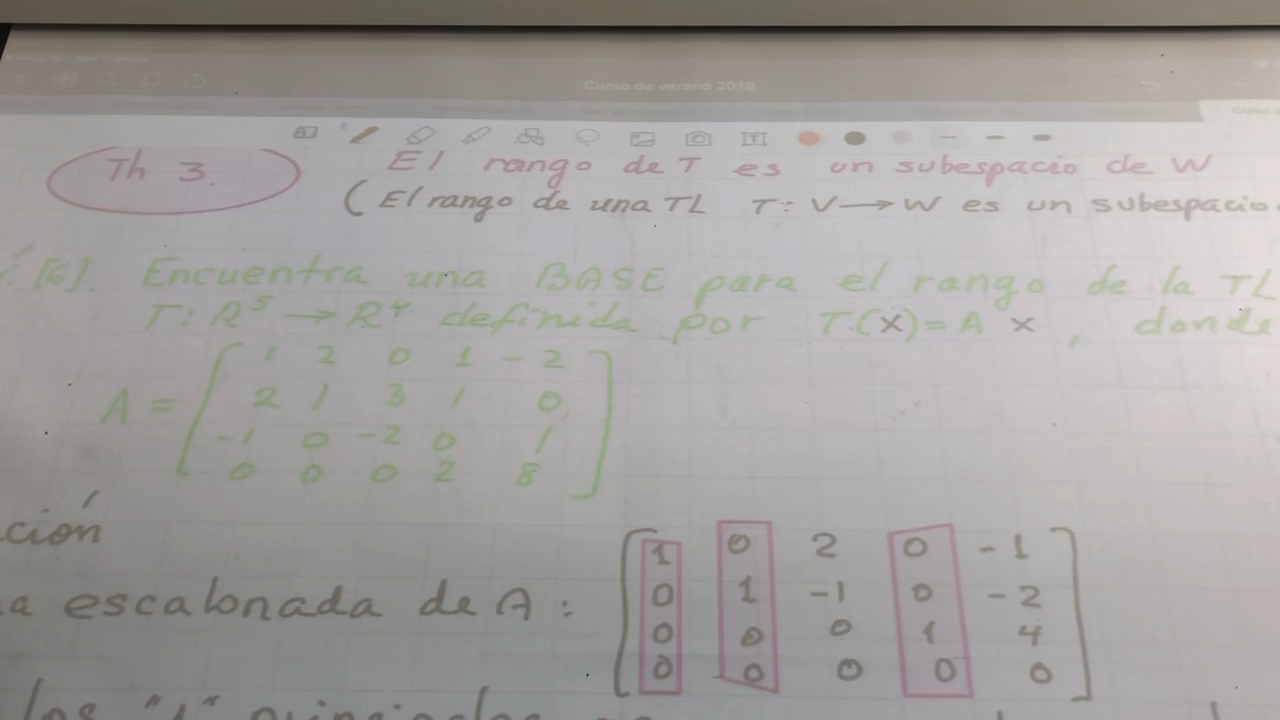 Curso de verano 2019
Th 3.
El rango de T es un subespacio de W
(El rango de una TL T: V → W es un subespacio.
[6] Encuentra una BASE para el rango de la TL
T: R⁵ → R⁴ definida por T(x) = A x , donde
A = [ 1 2 0 1 -2
2 1 3 1 0
-1 0 -2 0 1
0 0 0 2 8 ]
ción
a escalonada de A:
[ 1 0 2 0 -1
0 1 -1 0 -2
0 0 0 1 4
0 0 0 0 0 ]
los "1"